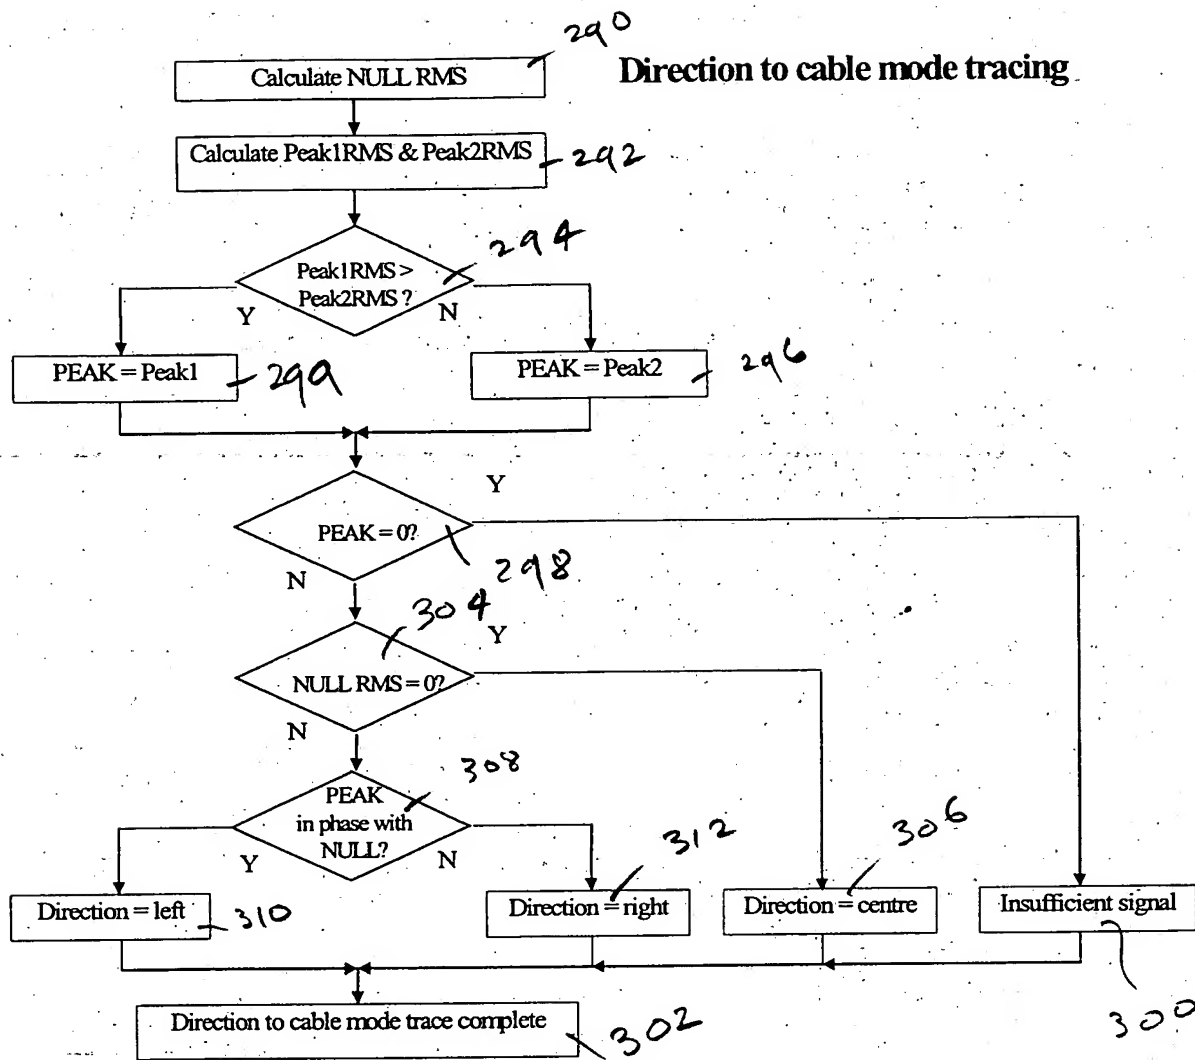 290
Direction to cable mode tracing
Calculate NULL RMS
Calculate Peak1RMS & Peak2RMS
292
294
Peak1RMS >
Peak2RMS ?
Y
N
PEAK = Peak1
299
PEAK = Peak2
296
Y
PEAK = 0?
298
N
304
Y
NULL RMS = 0?
N
308
PEAK
in phase with
NULL?
Y
N
312
306
Direction = left
310
Direction = right
Direction = centre
Insufficient signal
300
Direction to cable mode trace complete
302